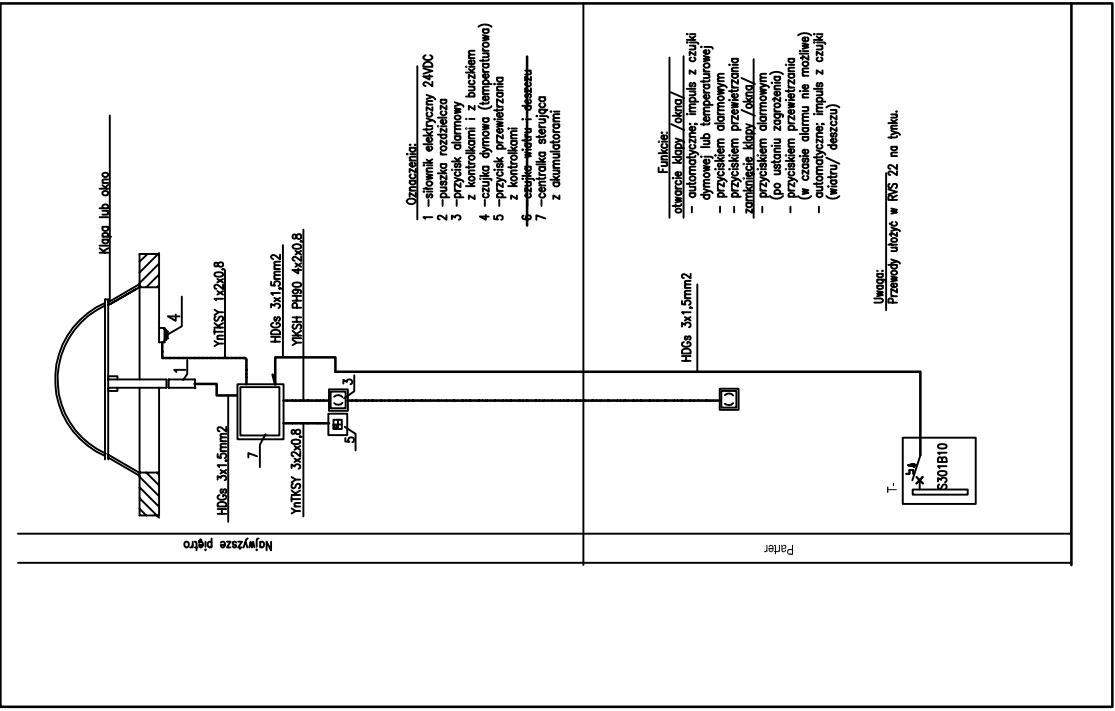 Klapa lub okno
4
1
YnTKSY 1x2x0,8
HDGs 3x1,5mm2
YnTKSY 3x2x0,8
HDGs 3x1,5mm2
YIKSH PH90 4x2x0,8
7
5
3
Oznaczenia:
1 -siłownik elektryczny 24VDC
2 -puszka rozdzielcza
3 -przycisk alarmowy
z kontrolkami i z buczkiem
4 -czujka dymowa (temperaturowa)
5 -przycisk przewietrzania
z kontrolkami
6 -czujka wiatru i deszczu
7 -centralka sterująca
z akumulatorami
Funkcje:
otwarcie klapy /okna/
- automatyczne; impuls z czujki
dymowej lub temperaturowej
- przyciskiem alarmowym
- przyciskiem przewietrzania
zamknięcie klapy /okna/
- przyciskiem alarmowym
(po ustaniu zagrożenia)
- przyciskiem przewietrzania
(w czasie alarmu nie możliwe)
- automatyczne; impuls z czujki
(wiatru/ deszczu)
HDGs 3x1,5mm2
Uwaga:
Przewody ułożyć w RVS 22 na tynku.
T-
S301B10
Najwyższe piętro
Parter